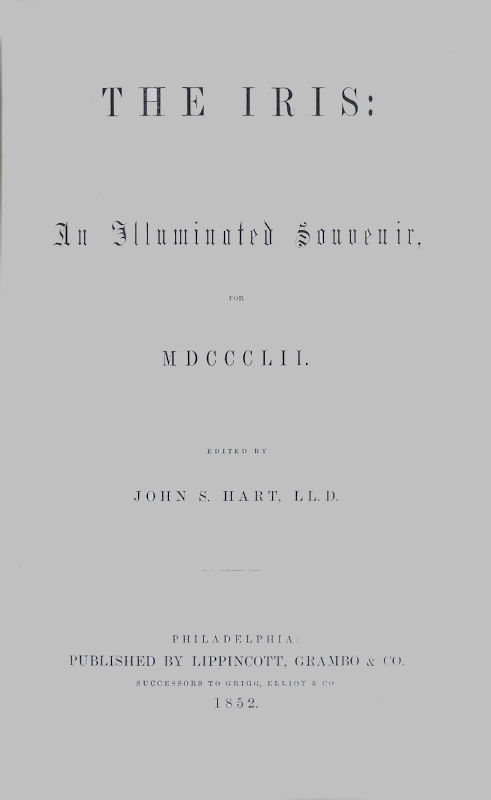 THE IRIS:
An Illuminated Souvenir,
FOR
MDCCCLII.
EDITED BY
JOHN S. HART, LL.D.
PHILADELPHIA:
PUBLISHED BY LIPPINCOTT, GRAMBO & CO.
SUCCESSORS TO GRIGG, ELLIOT & CO
1852.